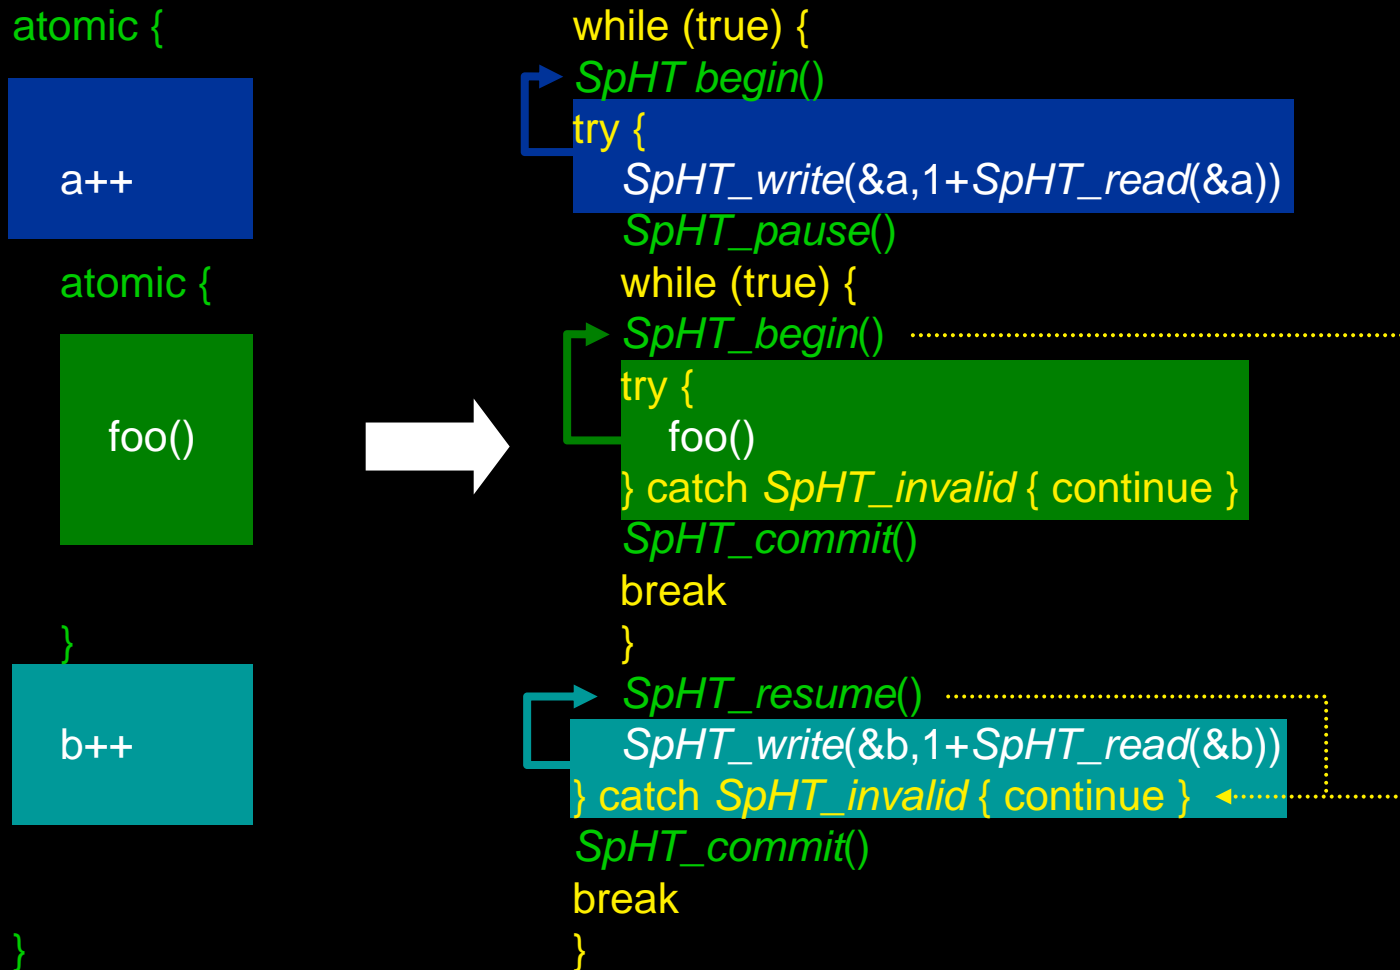 atomic {
a++
atomic {
foo()
}
b++
}
while (true) {
SpHT begin()
try {
SpHT_write(&a,1+SpHT_read(&a))
SpHT_pause()
while (true) {
SpHT_begin()
try {
foo()
} catch SpHT_invalid { continue }
SpHT_commit()
break
}
SpHT_resume()
SpHT_write(&b,1+SpHT_read(&b))
} catch SpHT_invalid { continue }
SpHT_commit()
break
}